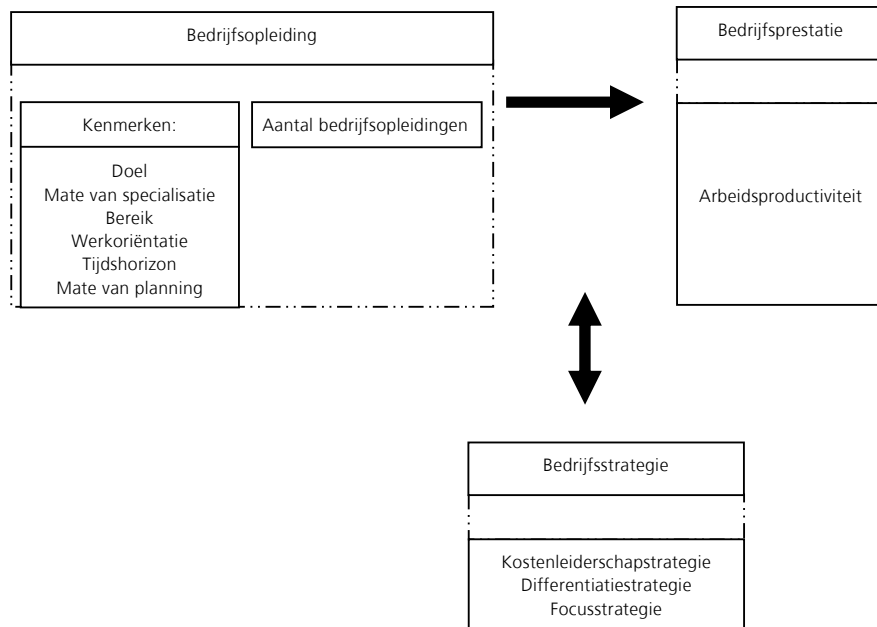 Bedrijfsopleiding
Kenmerken:
Doel
Mate van specialisatie
Bereik
Werkoriëntatie
Tijdshorizon
Mate van planning
Aantal bedrijfsopleidingen
Bedrijfsprestatie
Arbeidsproductiviteit
Bedrijfsstrategie
Kostenleiderschapstrategie
Differentiatiestrategie
Focusstrategie